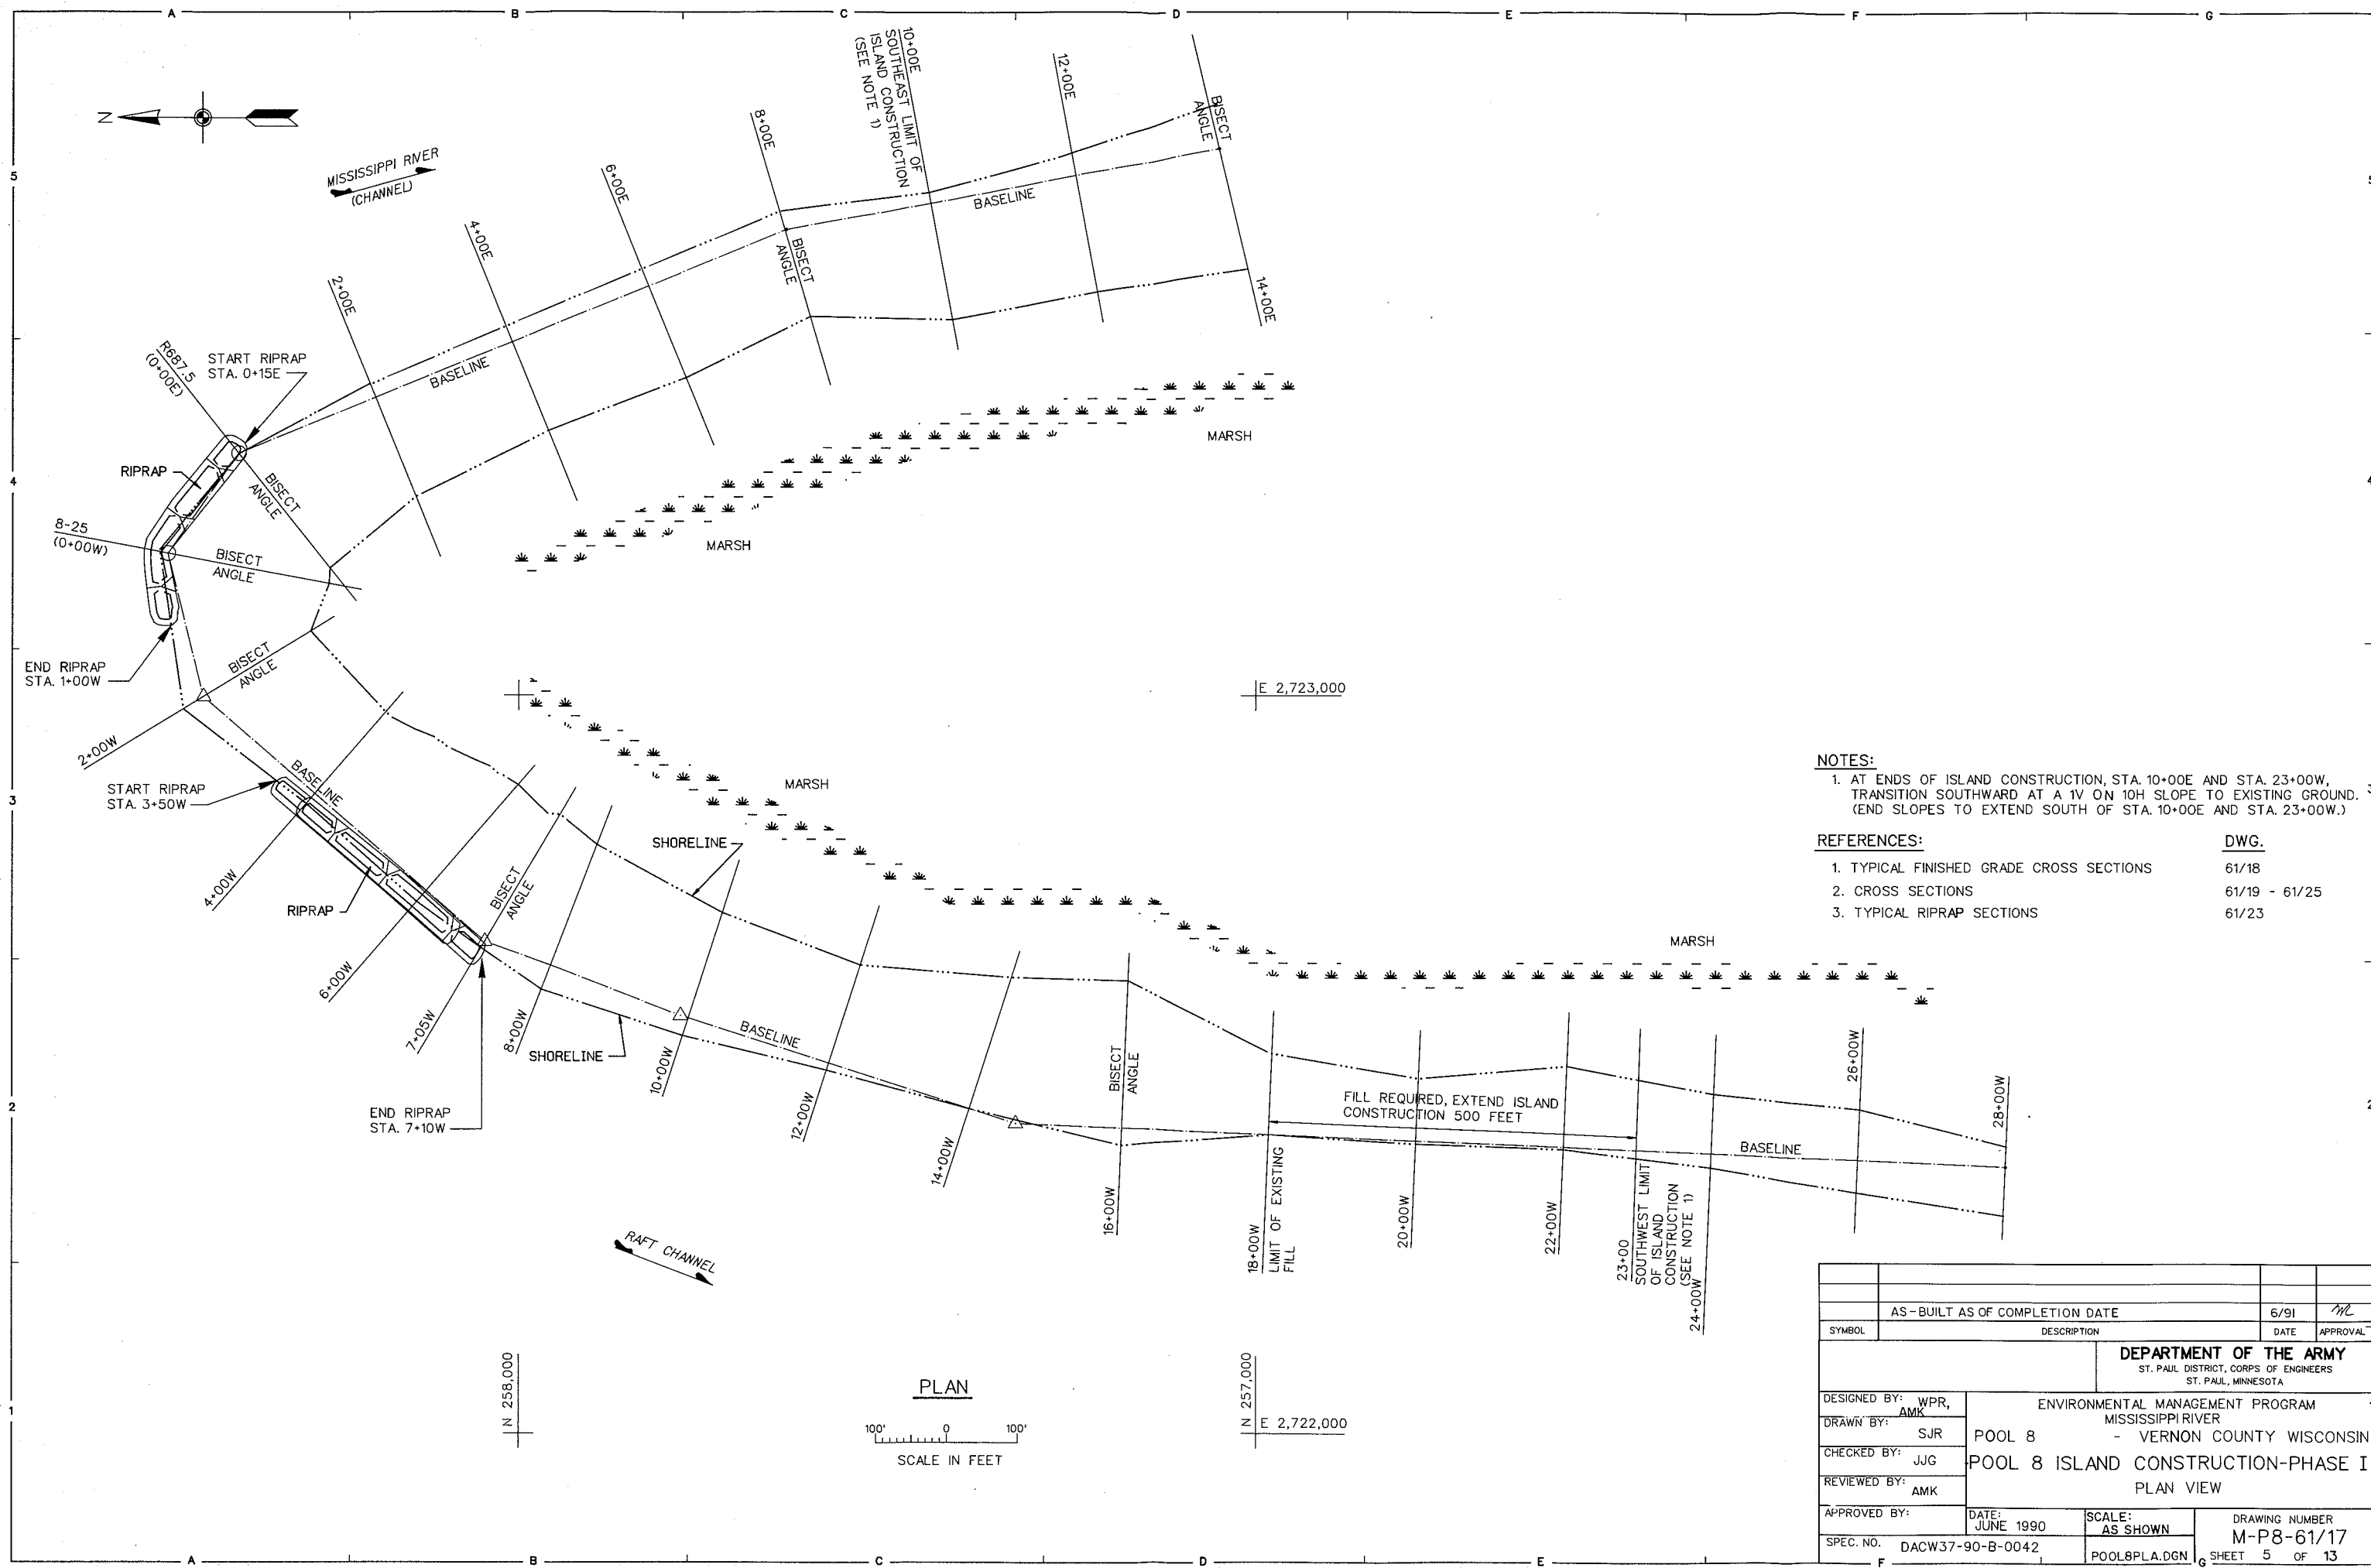 A
B
C
D
E
F
G
5
4
3
2
1
N
MISSISSIPPI RIVER
(CHANNEL)
2+00E
4+00E
6+00E
8+00E
10+00E
SOUTHEAST LIMIT OF
ISLAND CONSTRUCTION
(SEE NOTE 1)
12+00E
14+00E
BISECT
ANGLE
BASELINE
BISECT
ANGLE
BASELINE
R687.5
(0+00E)
START RIPRAP
STA. 0+15E
RIPRAP
BISECT
ANGLE
8-25
(0+00W)
BISECT
ANGLE
MARSH
MARSH
END RIPRAP
STA. 1+00W
BISECT
ANGLE
2+00W
E 2,723,000
START RIPRAP
STA. 3+50W
BASELINE
4+00W
RIPRAP
6+00W
BISECT
ANGLE
7+05W
MARSH
SHORELINE
8+00W
SHORELINE
10+00W
BASELINE
12+00W
14+00W
END RIPRAP
STA. 7+10W
BISECT
ANGLE
16+00W
MARSH
FILL REQUIRED, EXTEND ISLAND
CONSTRUCTION 500 FEET
18+00W
LIMIT OF EXISTING
FILL
20+00W
22+00W
23+00
SOUTHWEST LIMIT
OF ISLAND
CONSTRUCTION
(SEE NOTE 1)
24+00W
BASELINE
26+00W
28+00W
RAFT CHANNEL
NOTES:
1. AT ENDS OF ISLAND CONSTRUCTION, STA. 10+00E AND STA. 23+00W,
TRANSITION SOUTHWARD AT A 1V ON 10H SLOPE TO EXISTING GROUND.
(END SLOPES TO EXTEND SOUTH OF STA. 10+00E AND STA. 23+00W.)
REFERENCES: DWG.
1. TYPICAL FINISHED GRADE CROSS SECTIONS 61/18
2. CROSS SECTIONS 61/19 - 61/25
3. TYPICAL RIPRAP SECTIONS 61/23
N 258,000
N 257,000
E 2,722,000
PLAN
100' 0 100'
SCALE IN FEET
AS-BUILT AS OF COMPLETION DATE 6/91
SYMBOL DESCRIPTION DATE APPROVAL
DEPARTMENT OF THE ARMY
ST. PAUL DISTRICT, CORPS OF ENGINEERS
ST. PAUL, MINNESOTA
DESIGNED BY: WPR,
AMK
DRAWN BY: SJR
CHECKED BY: JJG
REVIEWED BY: AMK
APPROVED BY:
ENVIRONMENTAL MANAGEMENT PROGRAM
MISSISSIPPI RIVER
POOL 8 - VERNON COUNTY WISCONSIN
POOL 8 ISLAND CONSTRUCTION-PHASE I
PLAN VIEW
DATE:
JUNE 1990
SCALE:
AS SHOWN
DRAWING NUMBER
M-P8-61/17
SPEC. NO. DACW37-90-B-0042
POOL8PLA.DGN
SHEET 5 OF 13
A
B
C
D
E
F
G